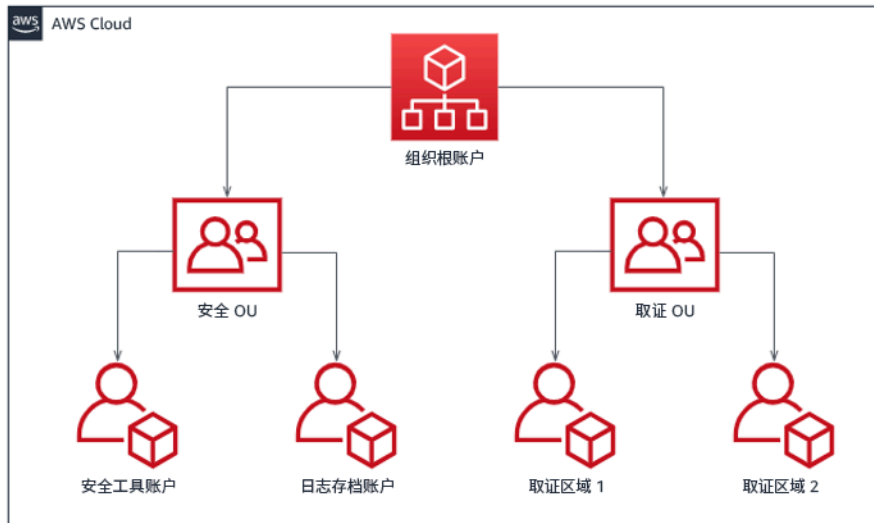 aws
AWS Cloud
组织根账户
安全 OU
取证 OU
安全工具账户
日志存档账户
取证区域 1
取证区域 2